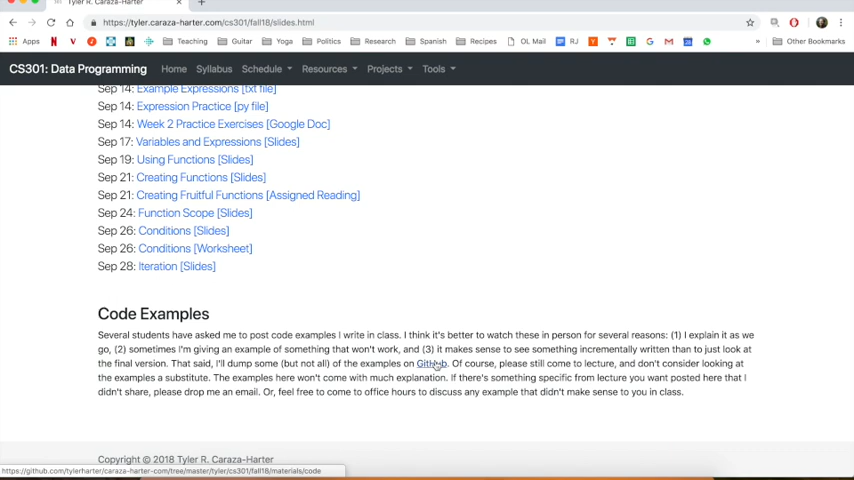 https://tyler.caraza-harter.com/cs301/fall18/slides.html
Apps Teaching Guitar Yoga Politics Research Spanish Recipes OL Mail RJ » Other Bookmarks
CS301: Data Programming Home Syllabus Schedule Resources Projects Tools
Sep 14: Example Expressions [txt file]
Sep 14: Expression Practice [py file]
Sep 14: Week 2 Practice Exercises [Google Doc]
Sep 17: Variables and Expressions [Slides]
Sep 19: Using Functions [Slides]
Sep 21: Creating Functions [Slides]
Sep 21: Creating Fruitful Functions [Assigned Reading]
Sep 24: Function Scope [Slides]
Sep 26: Conditions [Slides]
Sep 26: Conditions [Worksheet]
Sep 28: Iteration [Slides]
Code Examples
Several students have asked me to post code examples I write in class. I think it's better to watch these in person for several reasons: (1) I explain it as we
go, (2) sometimes I'm giving an example of something that won't work, and (3) it makes sense to see something incrementally written than to just look at
the final version. That said, I'll dump some (but not all) of the examples on GitHub. Of course, please still come to lecture, and don't consider looking at
the examples a substitute. The examples here won't come with much explanation. If there's something specific from lecture you want posted here that I
didn't share, please drop me an email. Or, feel free to come to office hours to discuss any example that didn't make sense to you in class.
Copyright © 2018 Tyler R. Caraza-Harter
https://github.com/tylerharter/caraza-harter-com/tree/master/tyler/cs301/fall18/materials/code